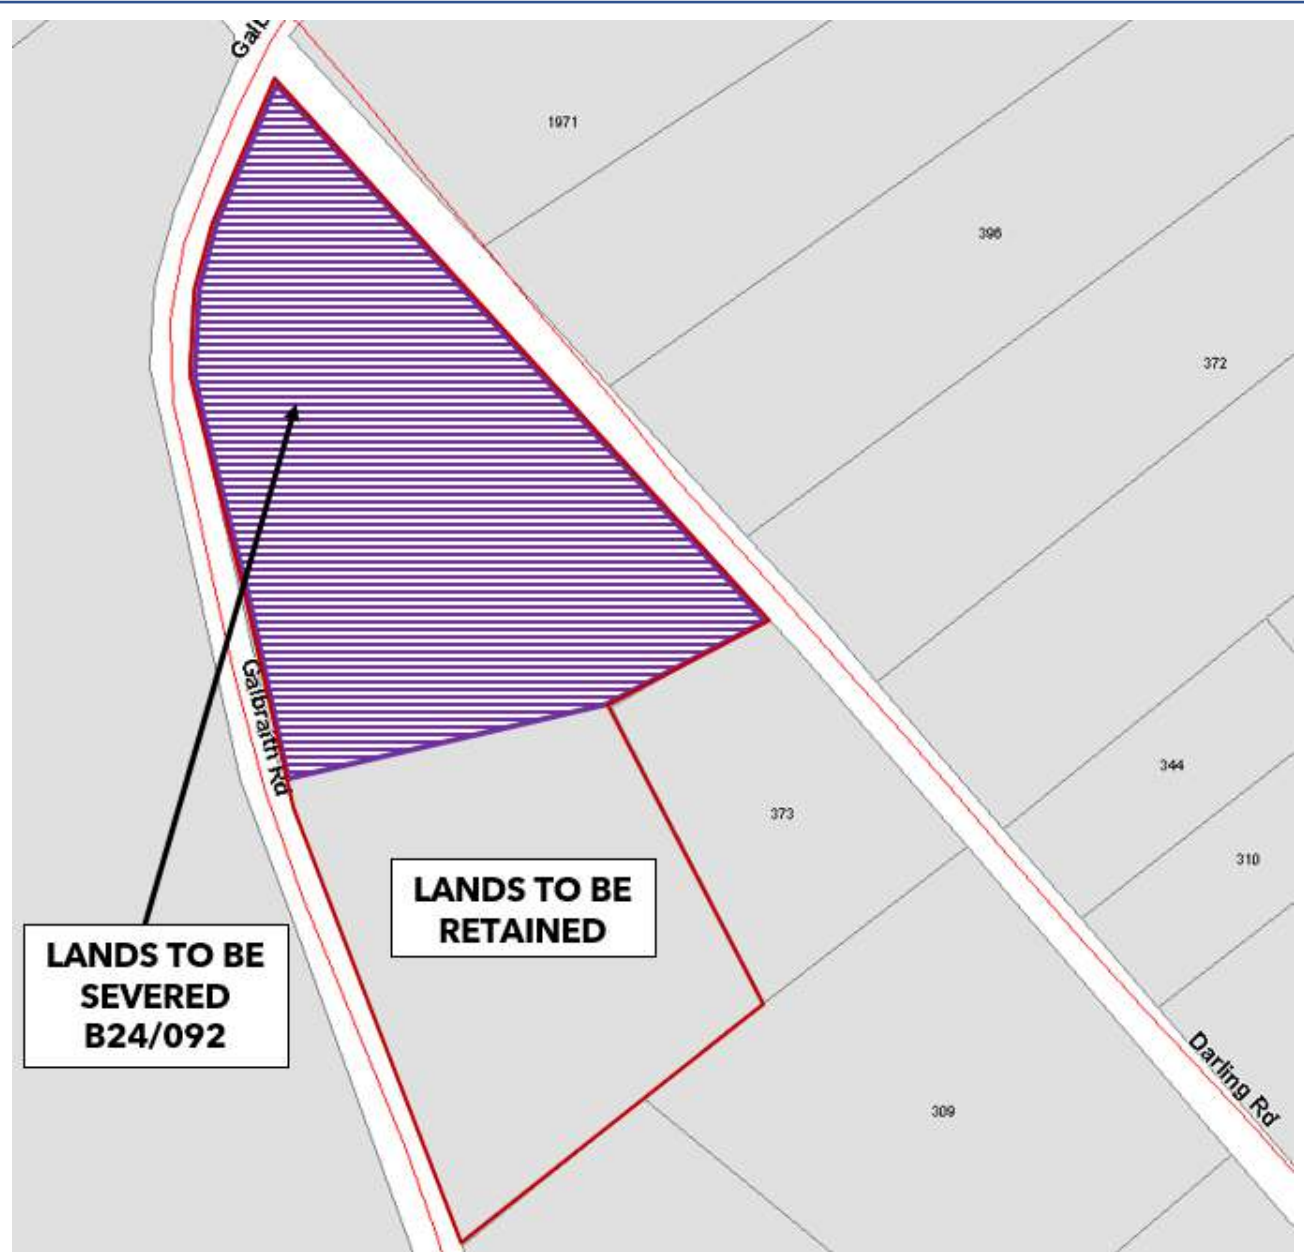 Galb
1971
396
372
Galbraith Rd
344
373
310
LANDS TO BE
RETAINED
LANDS TO BE
SEVERED
B24/092
Darling Rd
309